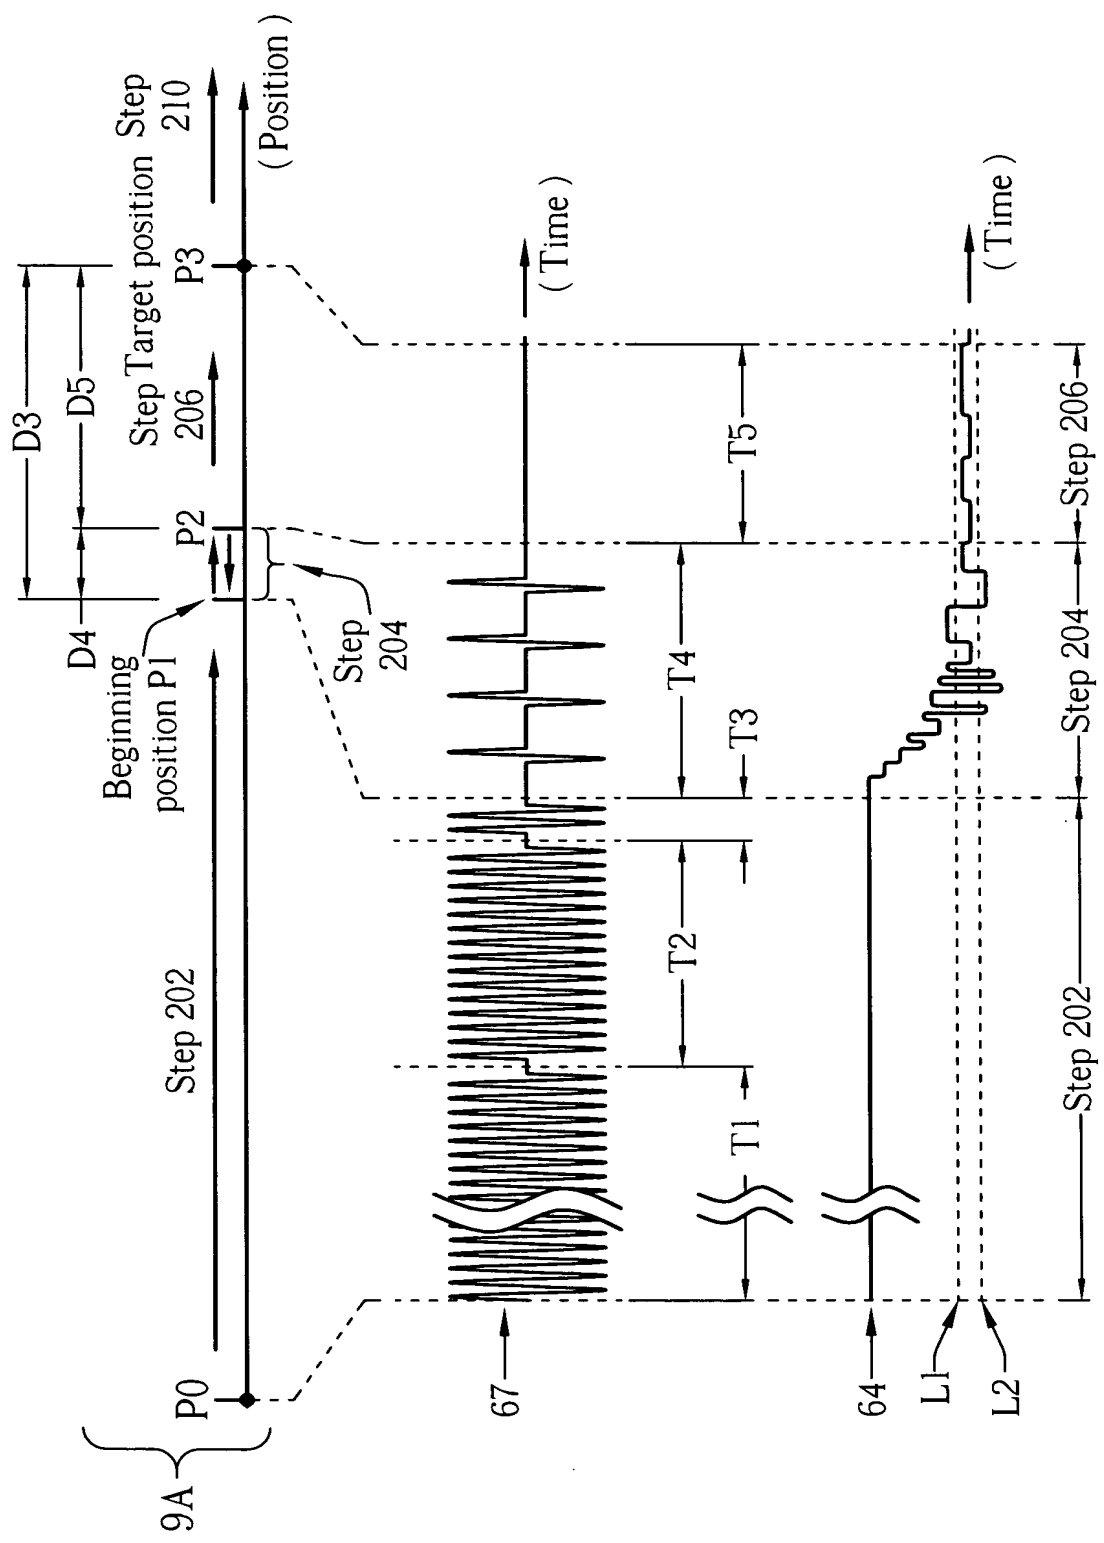 9A
D3
D4
D5
Beginning
position P1
P0
P2
P3
Step 202
Step
204
Step
206
Target position
Step
210
(Position)
67
(Time)
T1
T2
T3
T4
T5
64
L1
L2
(Time)
Step 202
Step 204
Step 206